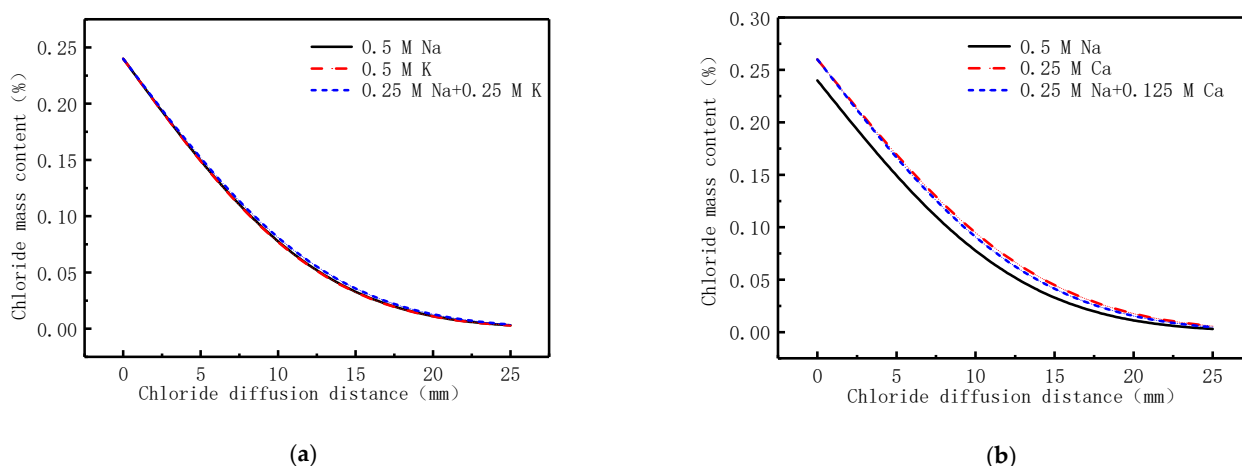 0.25
0.20
0.15
0.10
0.05
0.00
Chloride mass content (%)
0.5 M Na
0.5 M K
0.25 M Na+0.25 M K
0 5 10 15 20 25
Chloride diffusion distance (mm)
(a)
0.30
0.25
0.20
0.15
0.10
0.05
0.00
Chloride mass content (%)
0.5 M Na
0.25 M Ca
0.25 M Na+0.125 M Ca
0 5 10 15 20 25
Chloride diffusion distance (mm)
(b)